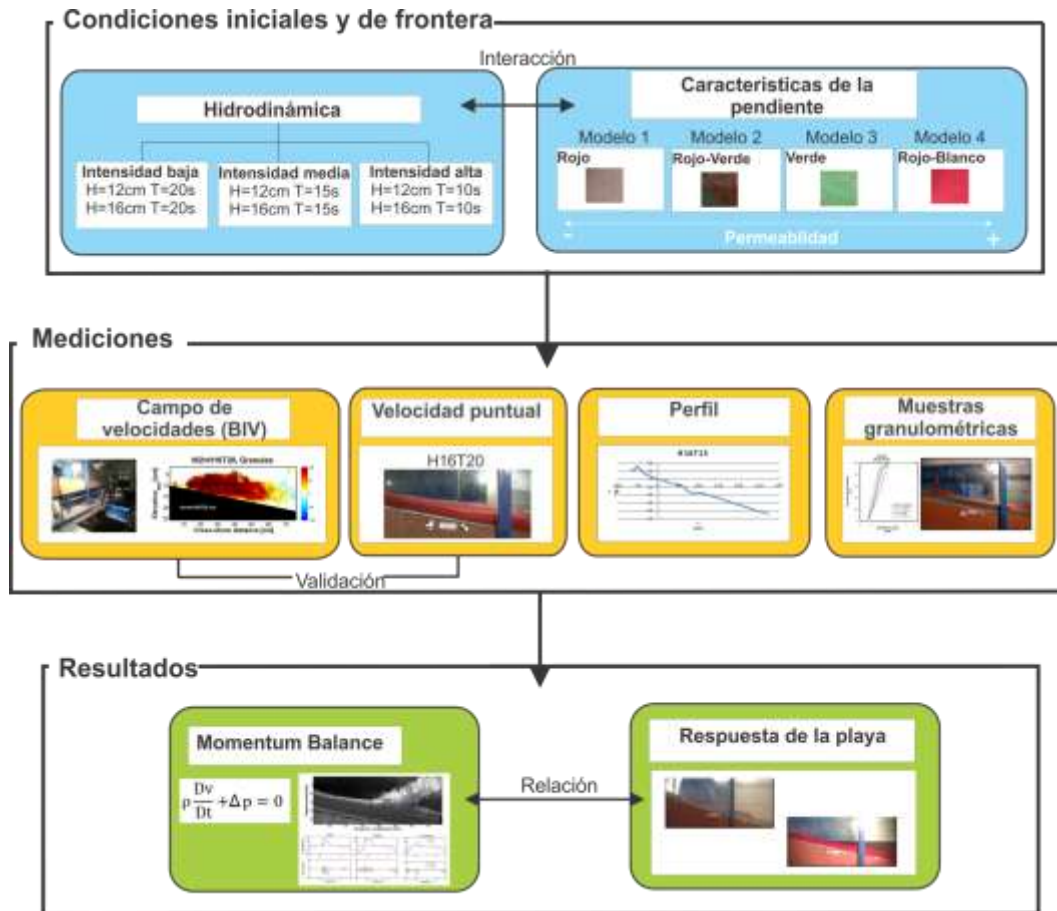 Condiciones iniciales y de frontera
Interacción
Hidrodinámica
Intensidad baja
H=12cm T=20s
H=16cm T=20s
Intensidad media
H=12cm T=15s
H=16cm T=15s
Intensidad alta
H=12cm T=10s
H=16cm T=10s
Caracteristicas de la
pendiente
Modelo 1
Modelo 2
Modelo 3
Modelo 4
Rojo
Rojo-Verde
Verde
Rojo-Blanco
- Permeablidad +
Mediciones
Campo de
velocidades (BIV)
Velocidad puntual
H16T20
Perfil
Muestras
granulométricas
Validación
Resultados
Momentum Balance
ρ Dv/Dt +Δp = 0
Relación
Respuesta de la playa